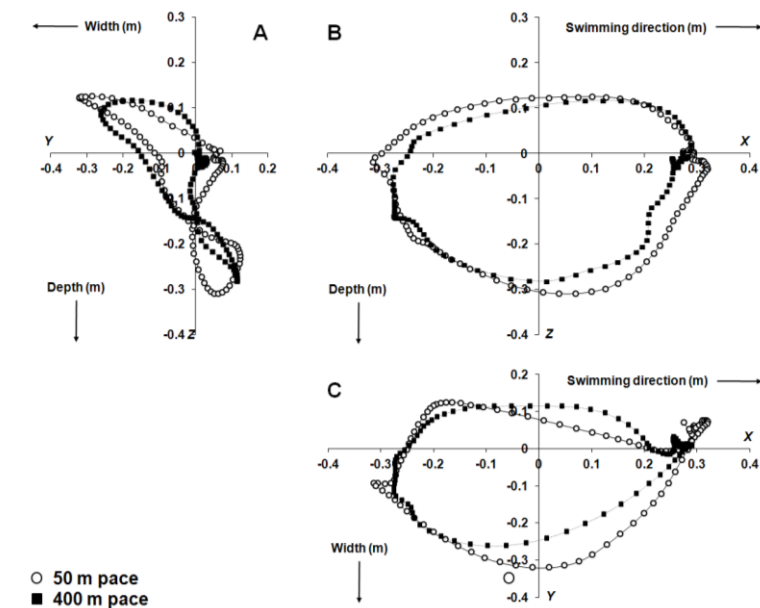 0.3
Width (m)
A
0.2
0.1
Y
0
-0.4 -0.3 -0.2 -0.1 0 0.1 0.2
-0.1
-0.2
Depth (m)
-0.3
-0.4 Z
0.3
B
Swimming direction (m)
0.2
0.1
X
0
-0.4 -0.3 -0.2 -0.1 0 0.1 0.2 0.3 0.4
-0.1
-0.2
Depth (m)
-0.3
-0.4
Z
0.2
C
Swimming direction (m)
0.1
X
0
-0.4 -0.3 -0.2 -0.1 0 0.1 0.2 0.3 0.4
-0.1
-0.2
Width (m)
-0.3
-0.4
Y
50 m pace
400 m pace